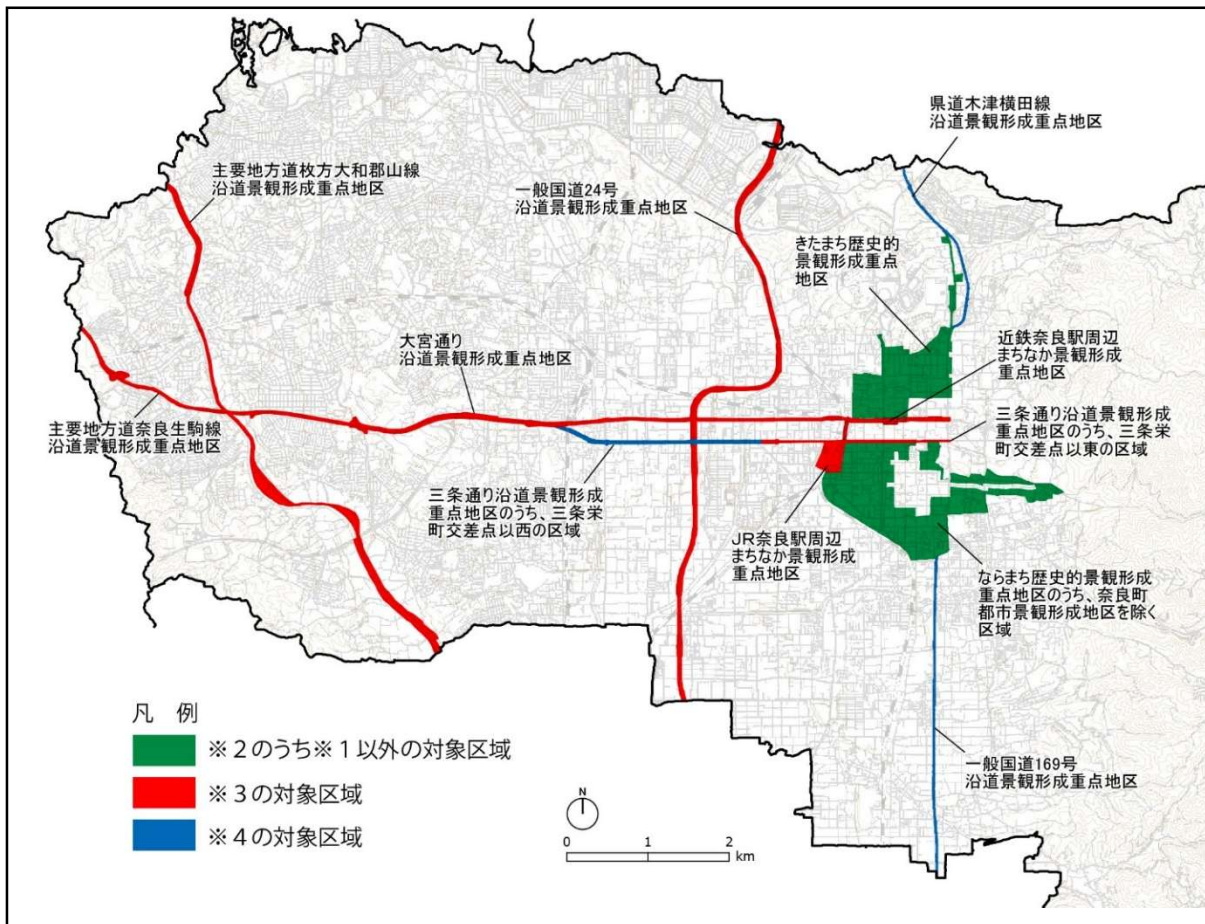 県道木津横田線
沿道景観形成重点地区
主要地方道枚方大和郡山線
沿道景観形成重点地区
一般国道24号
沿道景観形成重点地区
きたまち歴史的
景観形成重点
地区
大宮通り
沿道景観形成重点地区
近鉄奈良駅周辺
まちなか景観形成
重点地区
主要地方道奈良生駒線
沿道景観形成重点地区
三条通り沿道景観形成
重点地区のうち、三条栄
町交差点以東の区域
三条通り沿道景観形成
重点地区のうち、三条栄
町交差点以西の区域
JR奈良駅周辺
まちなか景観形成
重点地区
ならまち歴史的景観形成
重点地区のうち、奈良町
都市景観形成地区を除く
区域
一般国道169号
沿道景観形成重点地区
凡 例
※2のうち※1以外の対象区域
※3の対象区域
※4の対象区域
N
0 1 2
km